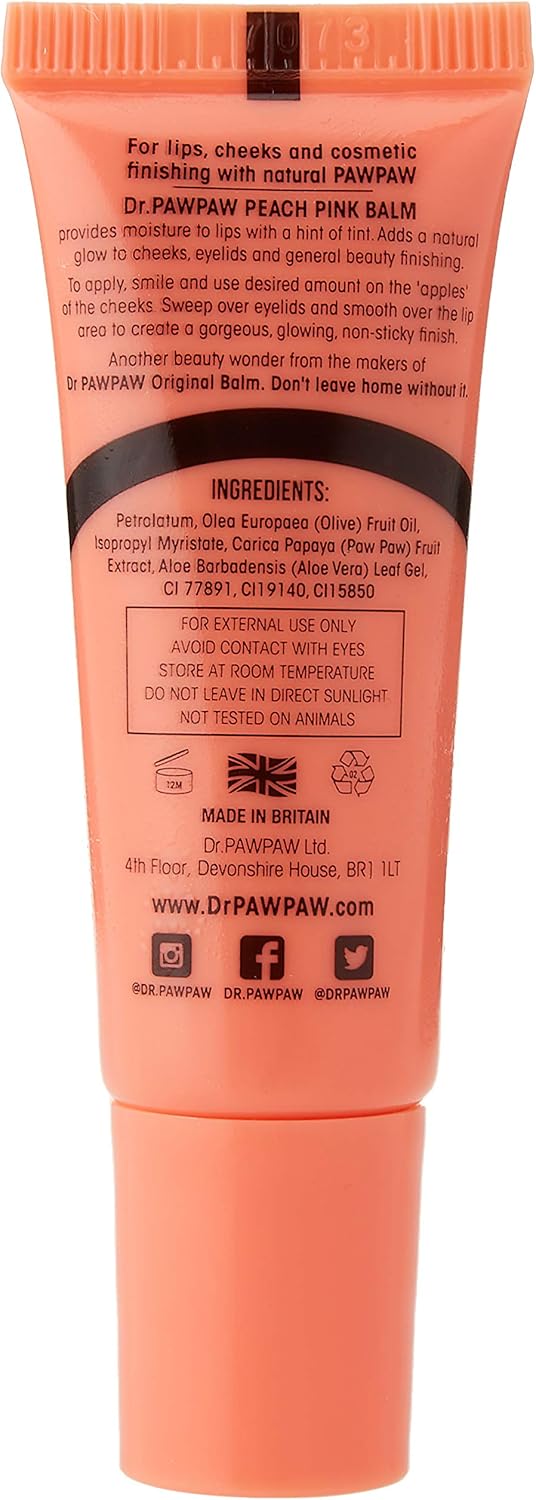 7073
For lips, cheeks and cosmetic
finishing with natural PAWPAW
Dr.PAWPAW PEACH PINK BALM
provides moisture to lips with a hint of tint. Adds a natural
glow to cheeks, eyelids and general beauty finishing.
To apply, smile and use desired amount on the 'apples'
of the cheeks. Sweep over eyelids and smooth over the lip
area to create a gorgeous, glowing, non-sticky finish.
Another beauty wonder from the makers of
Dr PAWPAW Original Balm. Don't leave home without it.
INGREDIENTS:
Petrolatum, Olea Europaea (Olive) Fruit Oil,
Isopropyl Myristate, Carica Papaya (Paw Paw) Fruit
Extract, Aloe Barbadensis (Aloe Vera) Leaf Gel,
CI 77891, CI19140, CI15850
FOR EXTERNAL USE ONLY
AVOID CONTACT WITH EYES
STORE AT ROOM TEMPERATURE
DO NOT LEAVE IN DIRECT SUNLIGHT
NOT TESTED ON ANIMALS
12M
MADE IN BRITAIN
Dr.PAWPAW Ltd.
4th Floor, Devonshire House, BR1 1LT
www.DrPAWPAW.com
@DR.PAWPAW DR.PAWPAW @DRPAWPAW